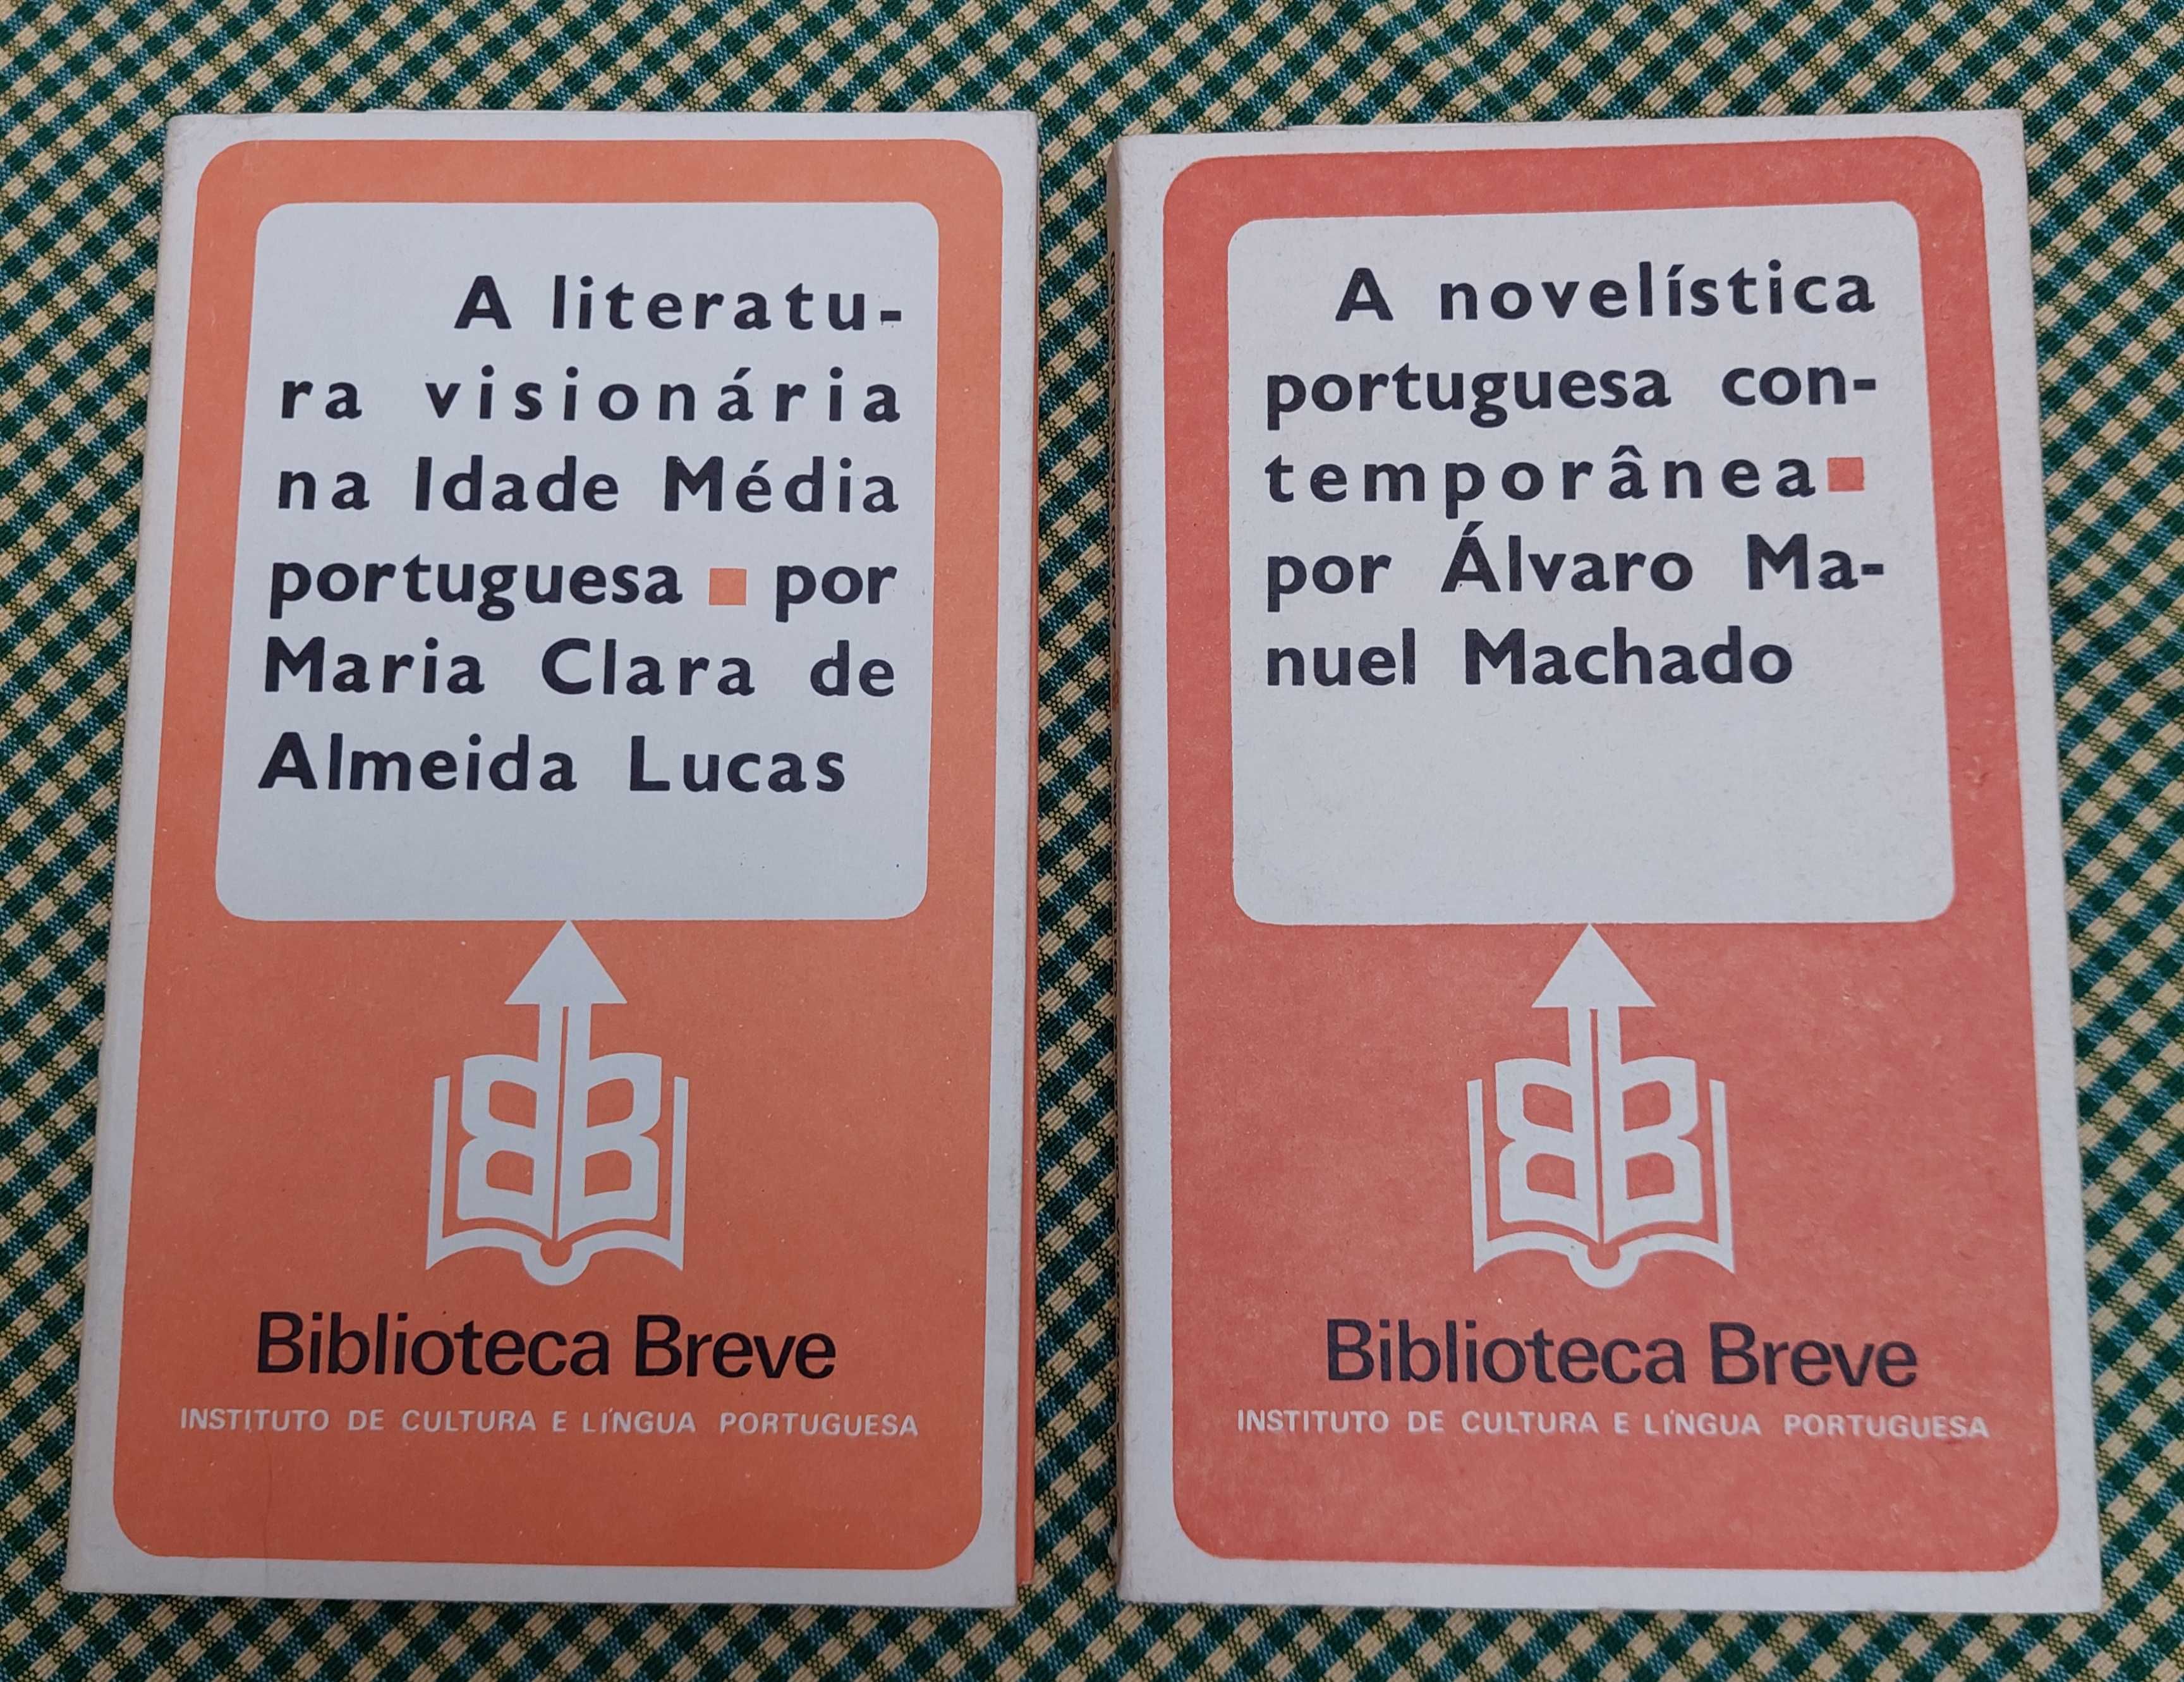 A literatu-
ra visionária
na Idade Média
portuguesa ■ por
Maria Clara de
Almeida Lucas
Biblioteca Breve
INSTITUTO DE CULTURA E LÍNGUA PORTUGUESA
A novelística
portuguesa con-
temporânea ■
por Álvaro Ma-
nuel Machado
Biblioteca Breve
INSTITUTO DE CULTURA E LÍNGUA PORTUGUESA